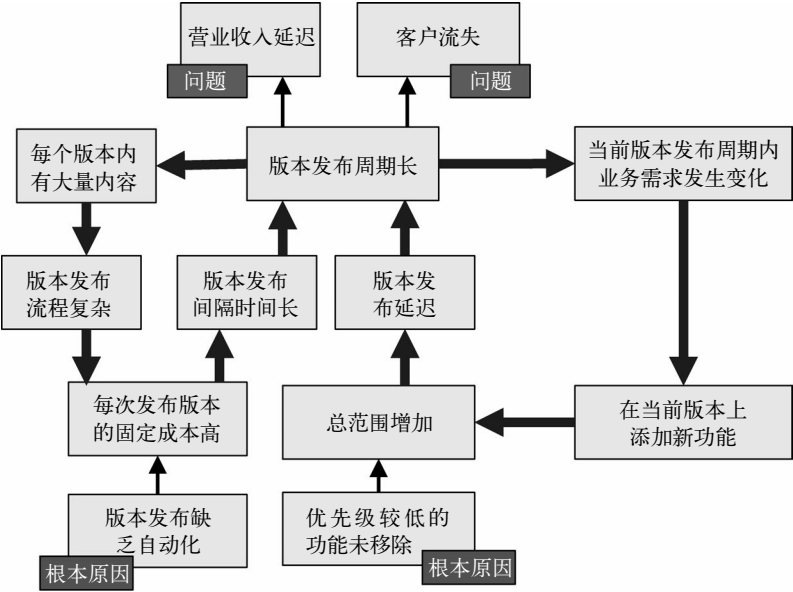 营业收入延迟
问题
客户流失
问题
每个版本内
有大量内容
版本发布周期长
当前版本发布周期内
业务需求发生变化
版本发布
流程复杂
版本发布
间隔时间长
版本发
布延迟
每次发布版本
的固定成本高
总范围增加
在当前版本上
添加新功能
版本发布缺
乏自动化
根本原因
优先级较低的
功能未移除
根本原因